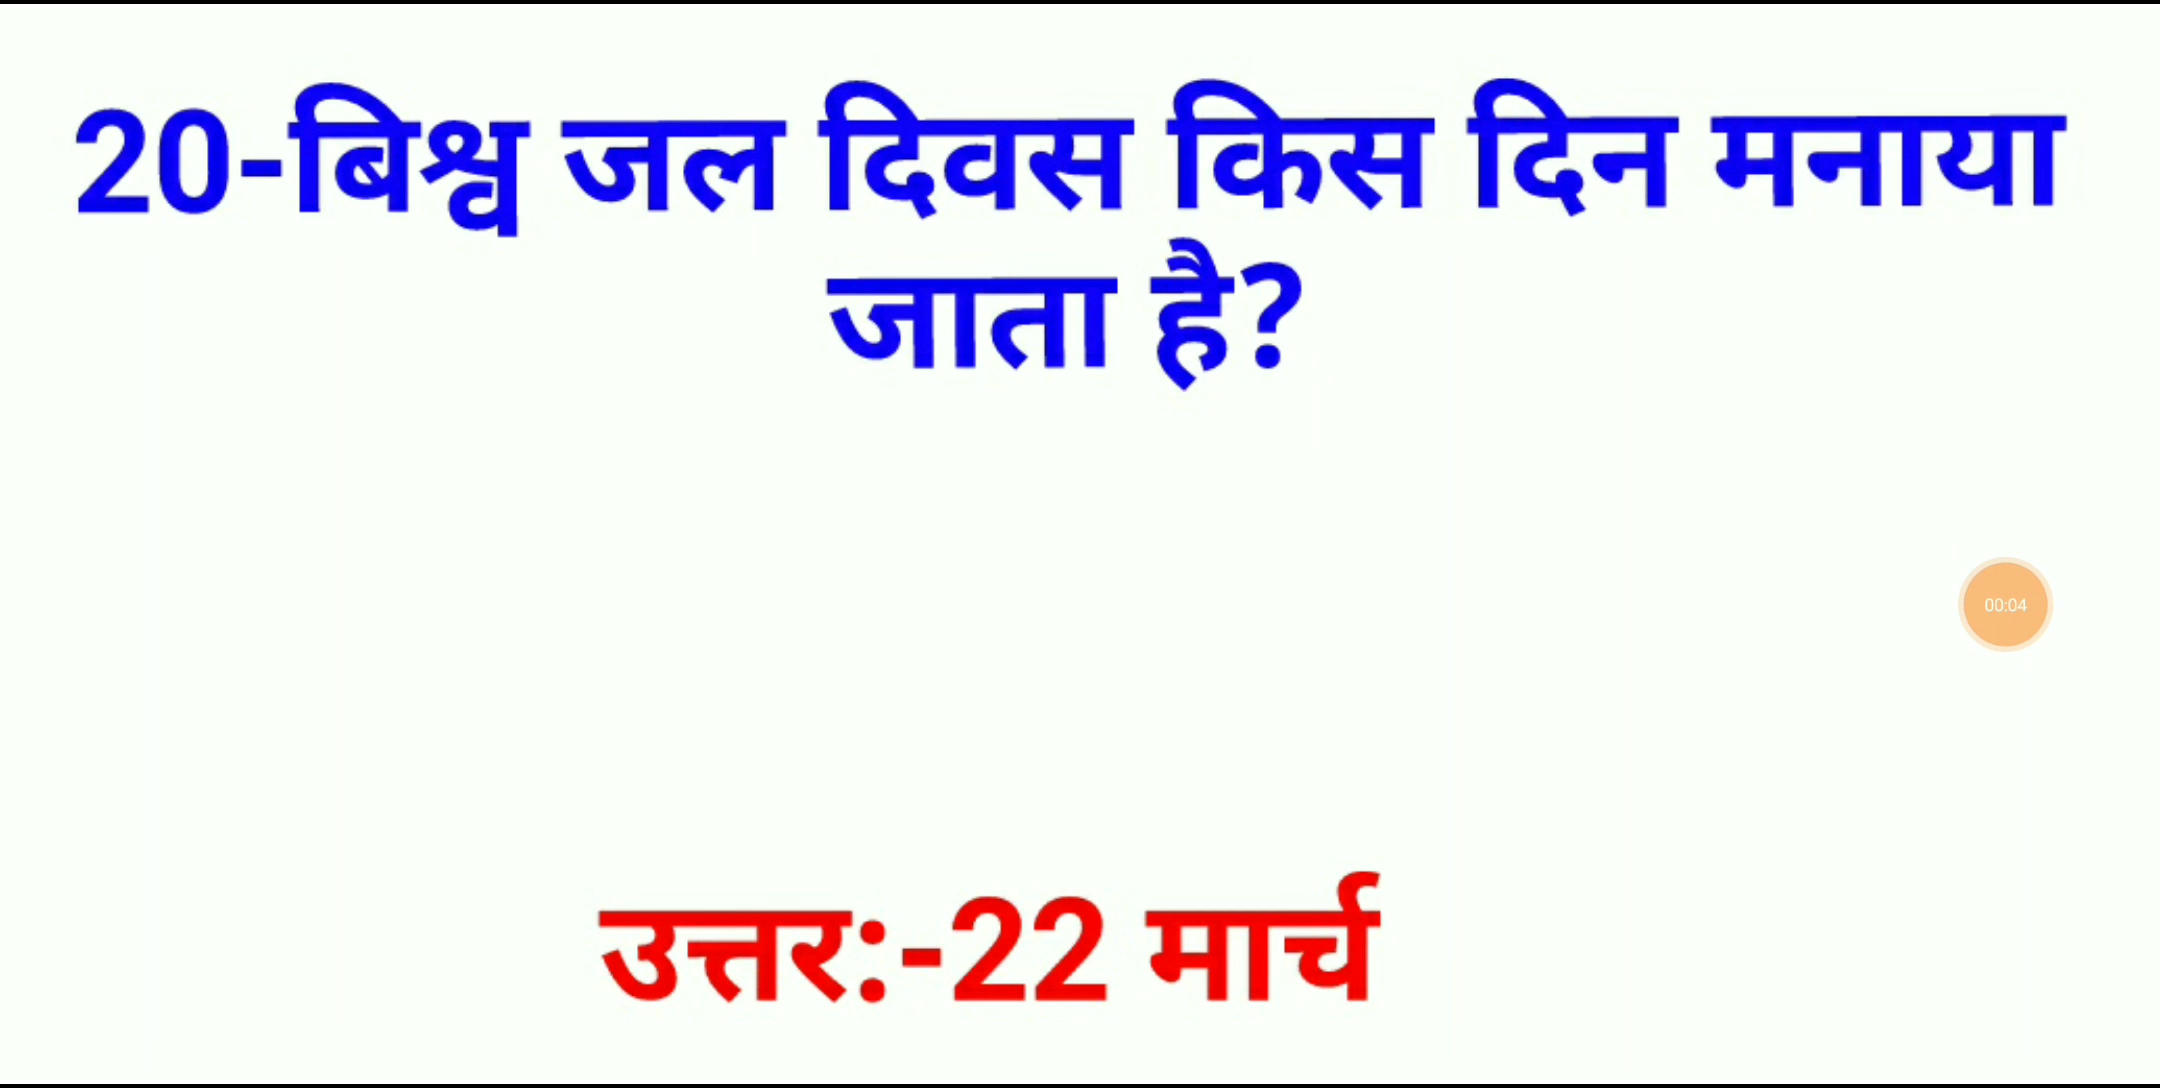 20-बिश्व जल दिवस किस दिन मनाया
जाता है?
00:04
उत्तर:-22 मार्च